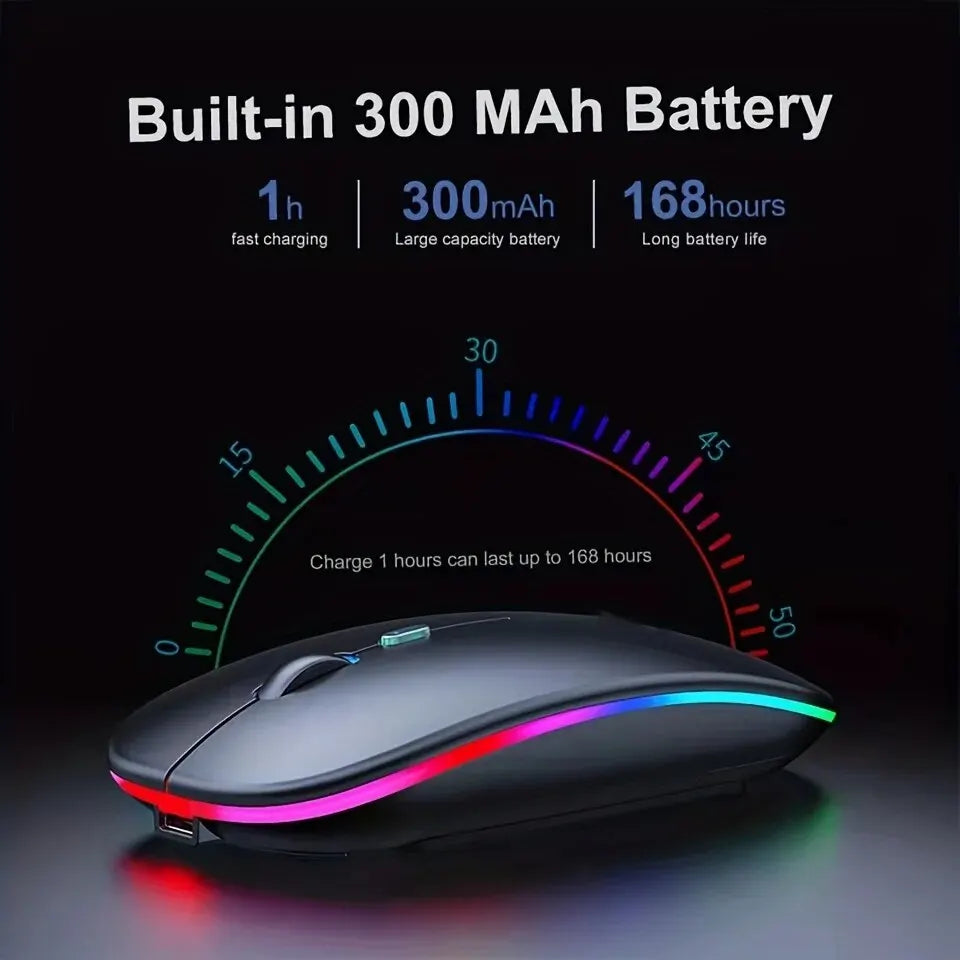 Built-in 300 MAh Battery
1h
fast charging
300mAh
Large capacity battery
168hours
Long battery life
30
15
45
Charge 1 hours can last up to 168 hours
0
50